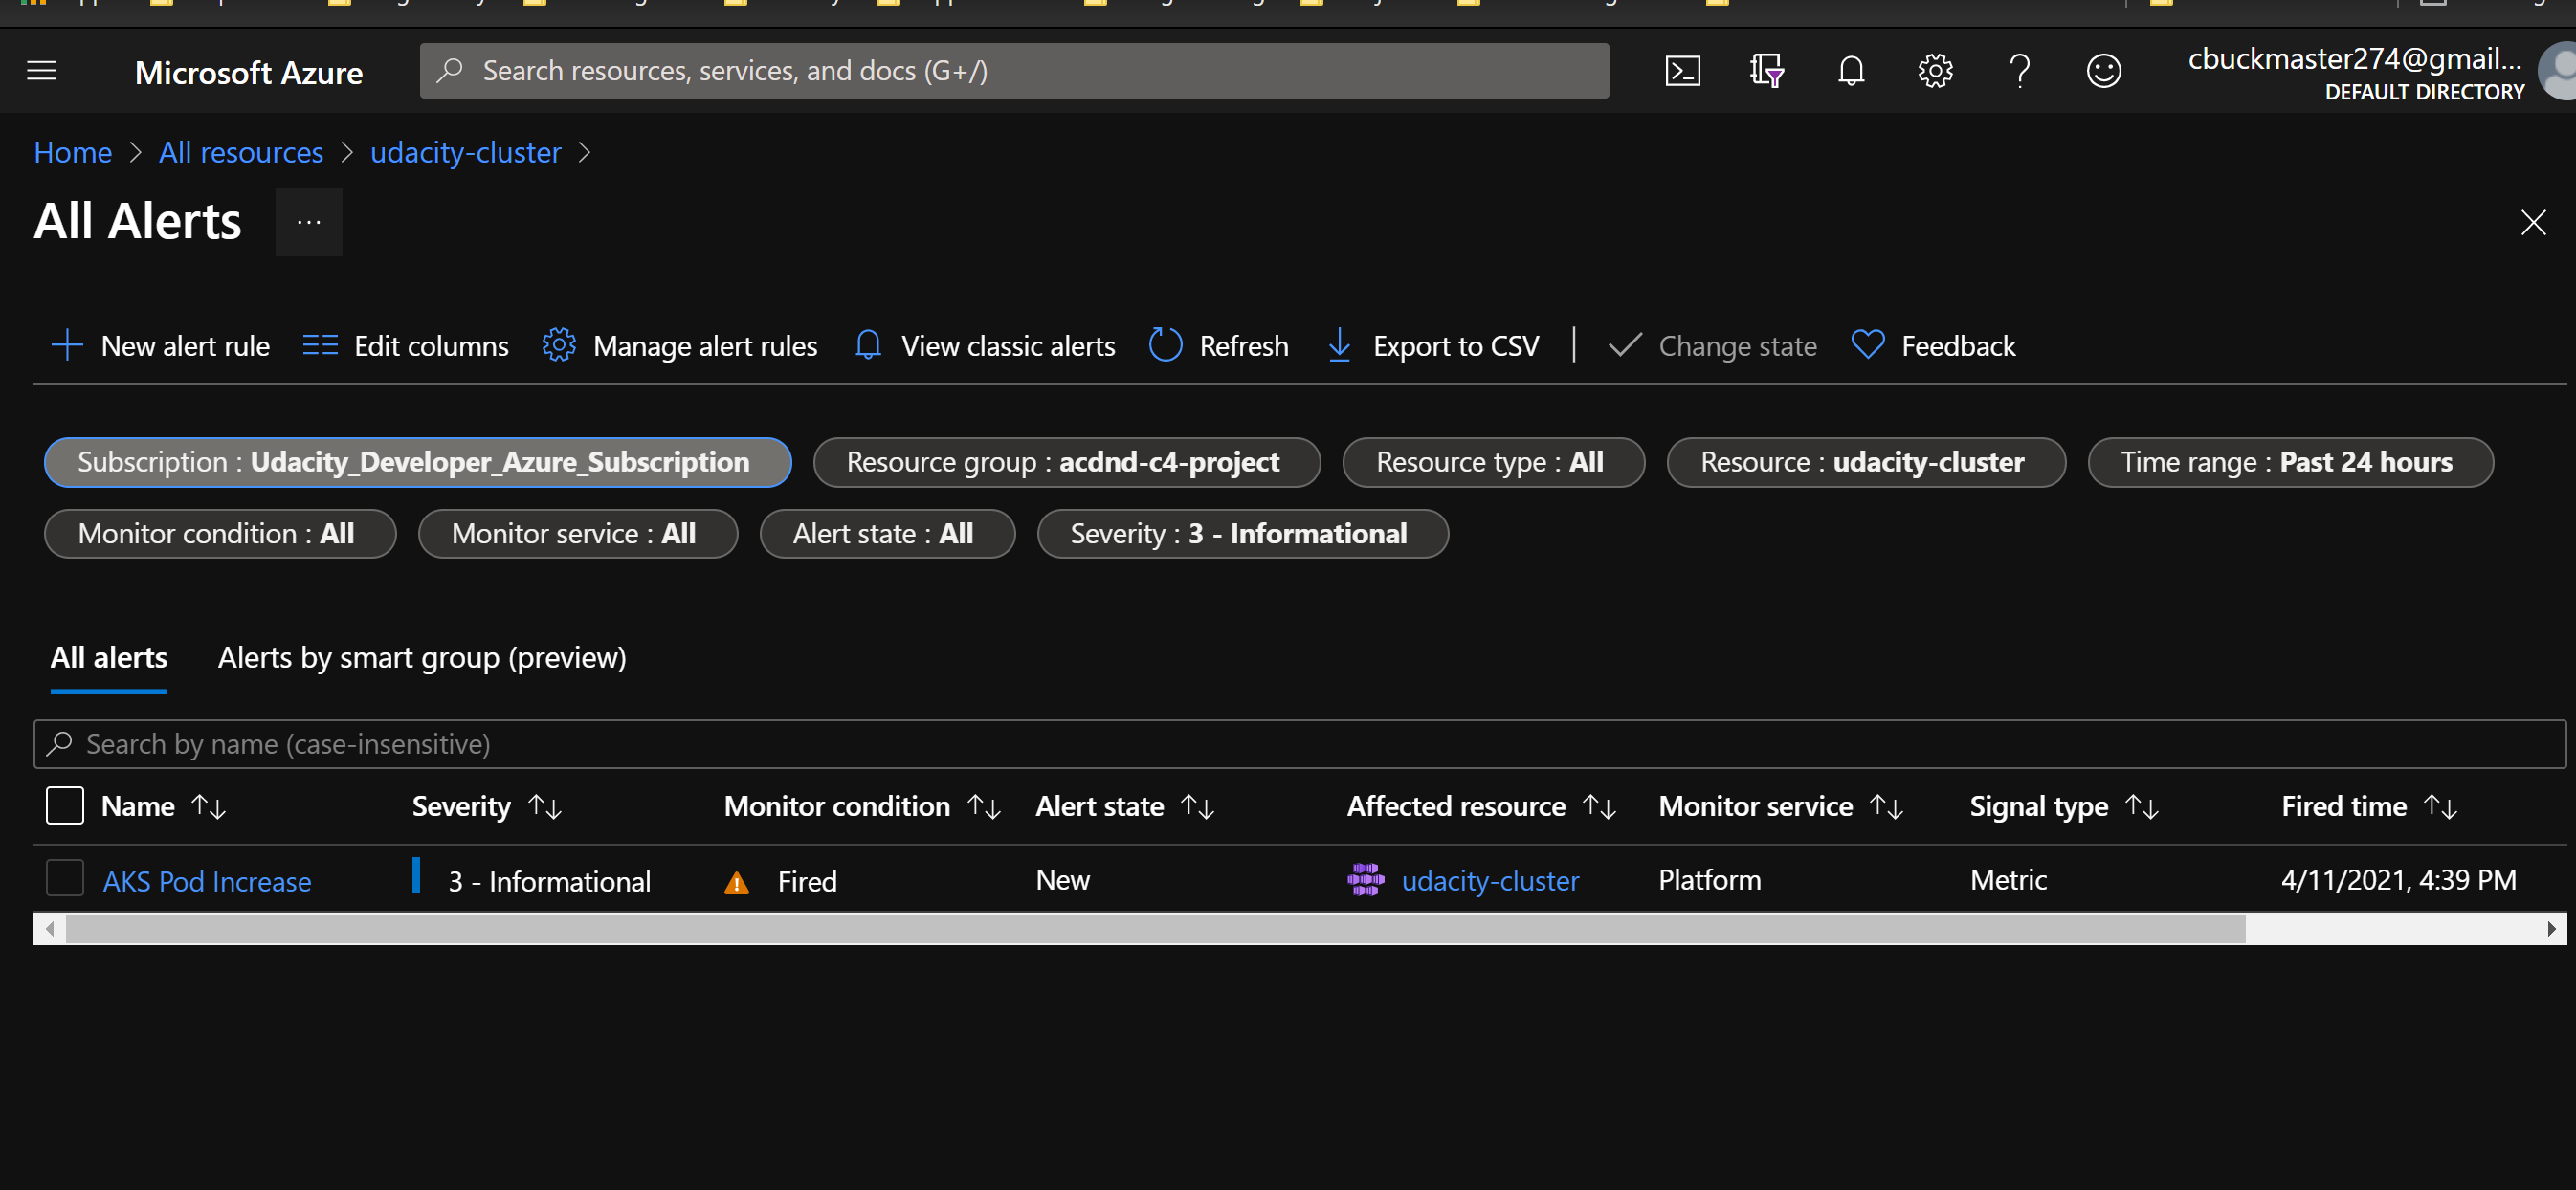 Microsoft Azure
Search resources, services, and docs (G+/)
cbuckmaster274@gmail...
DEFAULT DIRECTORY
Home > All resources > udacity-cluster >
All Alerts ...
New alert rule Edit columns Manage alert rules View classic alerts Refresh Export to CSV | Change state Feedback
Subscription : Udacity_Developer_Azure_Subscription Resource group : acdnd-c4-project Resource type : All Resource : udacity-cluster Time range : Past 24 hours
Monitor condition : All Monitor service : All Alert state : All Severity : 3 - Informational
All alerts Alerts by smart group (preview)
Search by name (case-insensitive)
Name Severity Monitor condition Alert state Affected resource Monitor service Signal type Fired time
AKS Pod Increase 3 - Informational Fired New udacity-cluster Platform Metric 4/11/2021, 4:39 PM